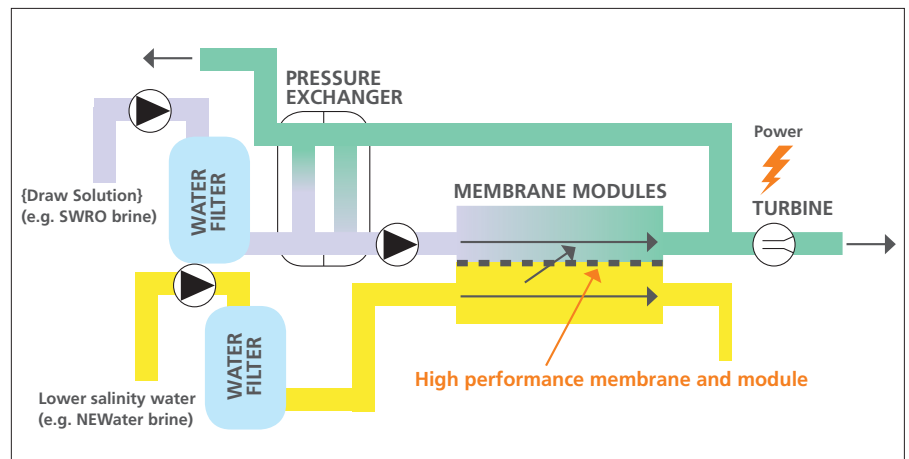 PRESSURE
EXCHANGER
Power
{Draw Solution}
(e.g. SWRO brine)
WATER
FILTER
MEMBRANE MODULES
TURBINE
Lower salinity water
(e.g. NEWater brine)
WATER
FILTER
High performance membrane and module